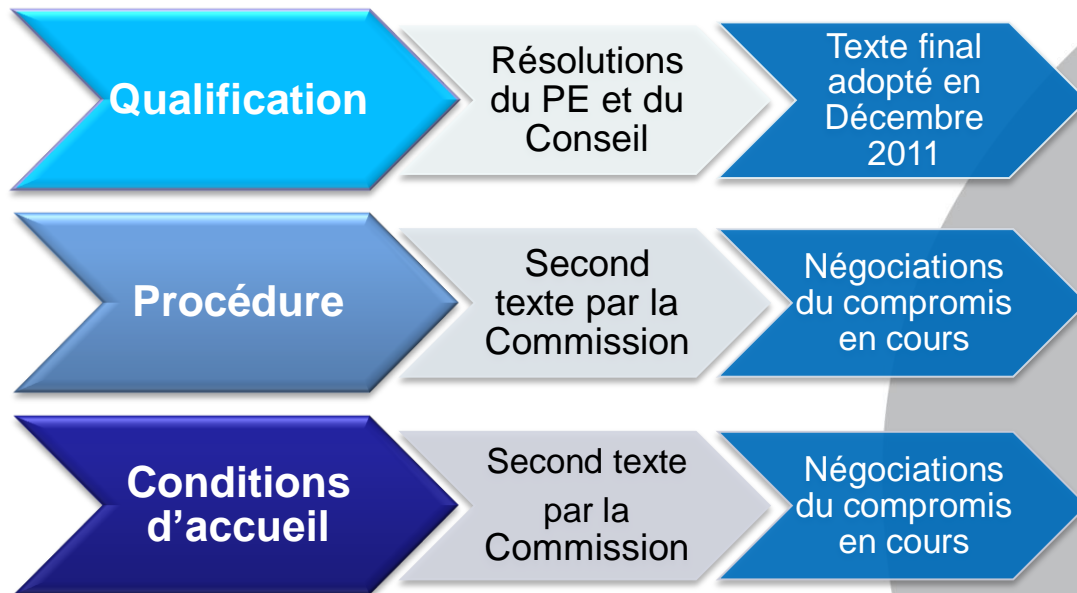 Qualification
Résolutions
du PE et du
Conseil
Texte final
adopté en
Décembre
2011
Procédure
Second
texte par la
Commission
Négociations
du compromis
en cours
Conditions
d’accueil
Second texte
par la
Commission
Négociations
du compromis
en cours